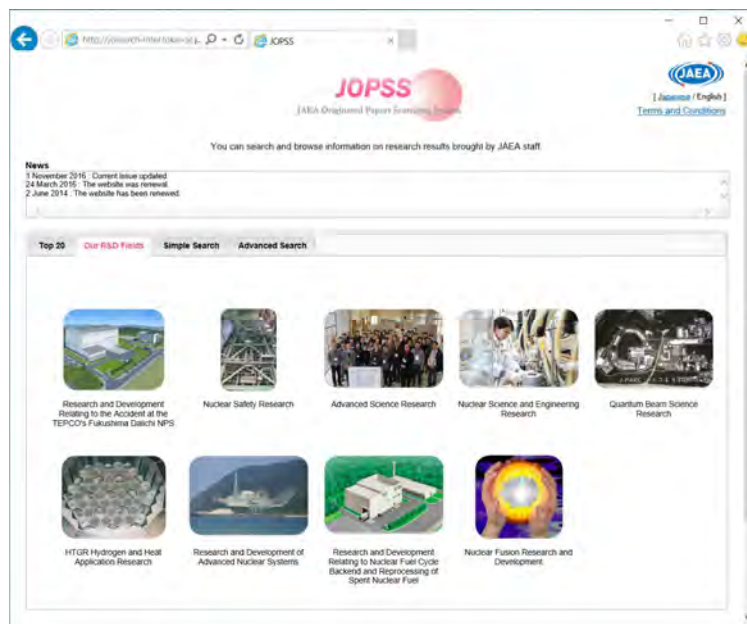 JOPSS
JOPSS
JAEA Originated Papers Searching System
JAEA
[ Japanese / English ]
Terms and Conditions
You can search and browse information on research results brought by JAEA staff.
News
1 November 2016 : Current issue updated
24 March 2015 : The website was renewal.
2 June 2014 : The website has been renewed.
Top 20 Our R&D Fields Simple Search Advanced Search
Research and Development
Relating to the Accident at the
TEPCO's Fukushima Daiichi NPS
Nuclear Safety Research
Advanced Science Research
Nuclear Science and Engineering
Research
J-PARC
Quantum Beam Science
Research
HTGR Hydrogen and Heat
Application Research
Research and Development of
Advanced Nuclear Systems
Research and Development
Relating to Nuclear Fuel Cycle
Backend and Reprocessing of
Spent Nuclear Fuel
Nuclear Fusion Research and
Development